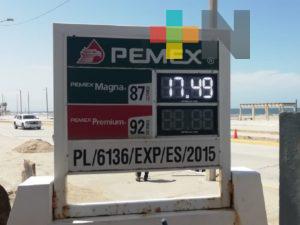 N
PEMEX
PEMEX Magna 87 17.49
PEMEX Premium 92
PL/6136/EXP/ES/2015